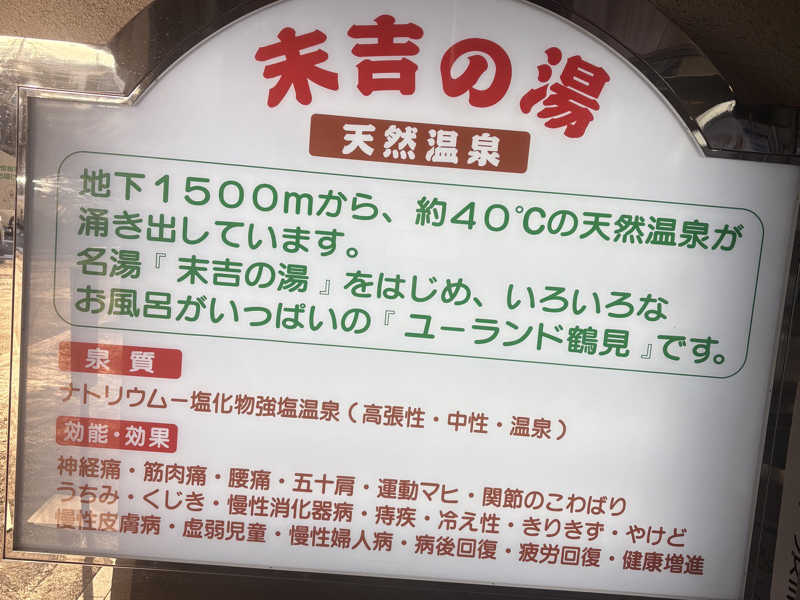 末吉の湯
天然温泉
地下1500mから、約40℃の天然温泉が
涌き出しています。
名湯『末吉の湯』をはじめ、いろいろな
お風呂がいっぱいの『ユーランド鶴見』です。
泉質
ナトリウムー塩化物強塩温泉（高張性・中性・温泉）
効能・効果
神経痛・筋肉痛・腰痛・五十肩・運動マヒ・関節のこわばり
うちみ・くじき・慢性消化器病・痔疾・冷え性・きりきず・やけど
慢性皮膚病・虚弱児童・慢性婦人病・病後回復・疲労回復・健康増進